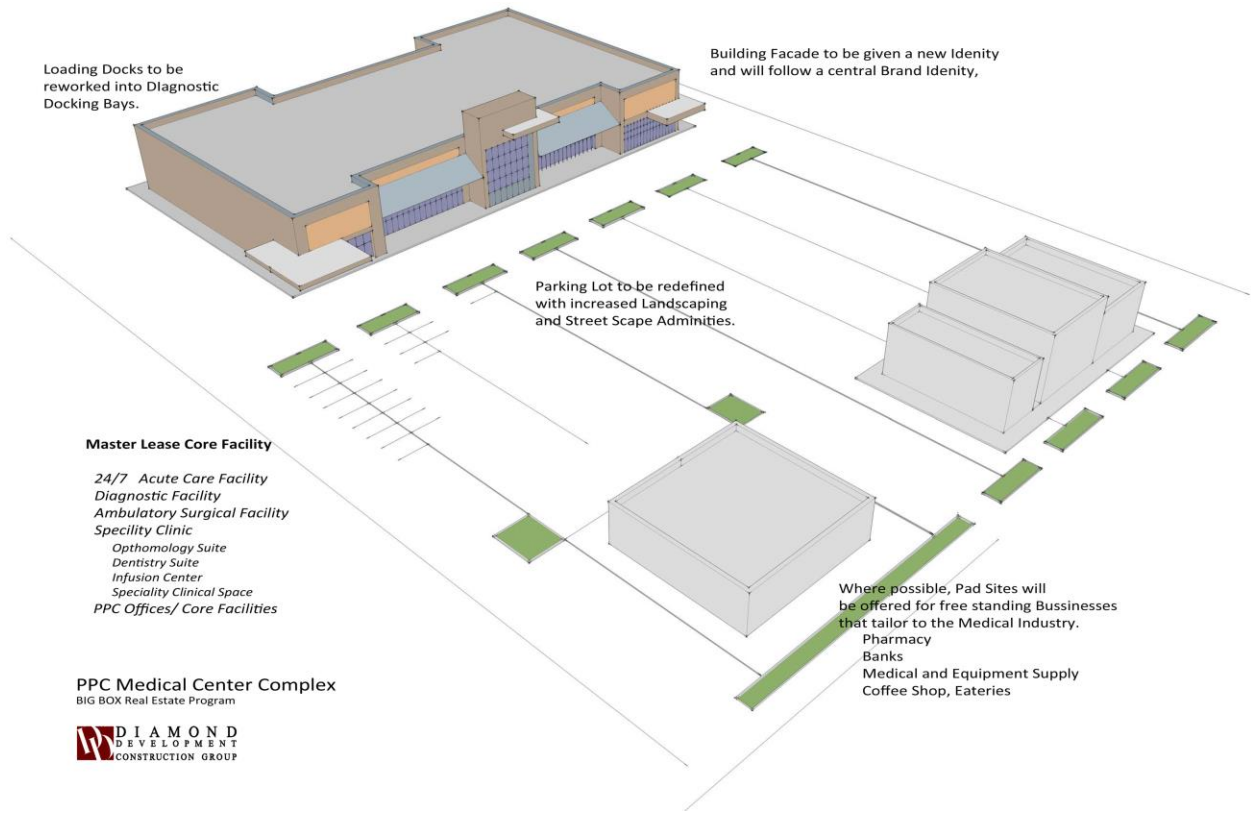 Loading Docks to be
reworked into DIagnostic
Docking Bays.
Building Facade to be given a new Idenity
and will follow a central Brand Idenity,
Parking Lot to be redefined
with increased Landscaping
and Street Scape Adminities.
Master Lease Core Facility
24/7 Acute Care Facility
Diagnostic Facility
Ambulatory Surgical Facility
Specility Clinic
Opthomology Suite
Dentistry Suite
Infusion Center
Speciality Clinical Space
PPC Offices/ Core Facilities
Where possible, Pad Sites will
be offered for free standing Bussinesses
that tailor to the Medical Industry.
Pharmacy
Banks
Medical and Equipment Supply
Coffee Shop, Eateries
PPC Medical Center Complex
BIG BOX Real Estate Program
DIAMOND
DEVELOPMENT
CONSTRUCTION GROUP